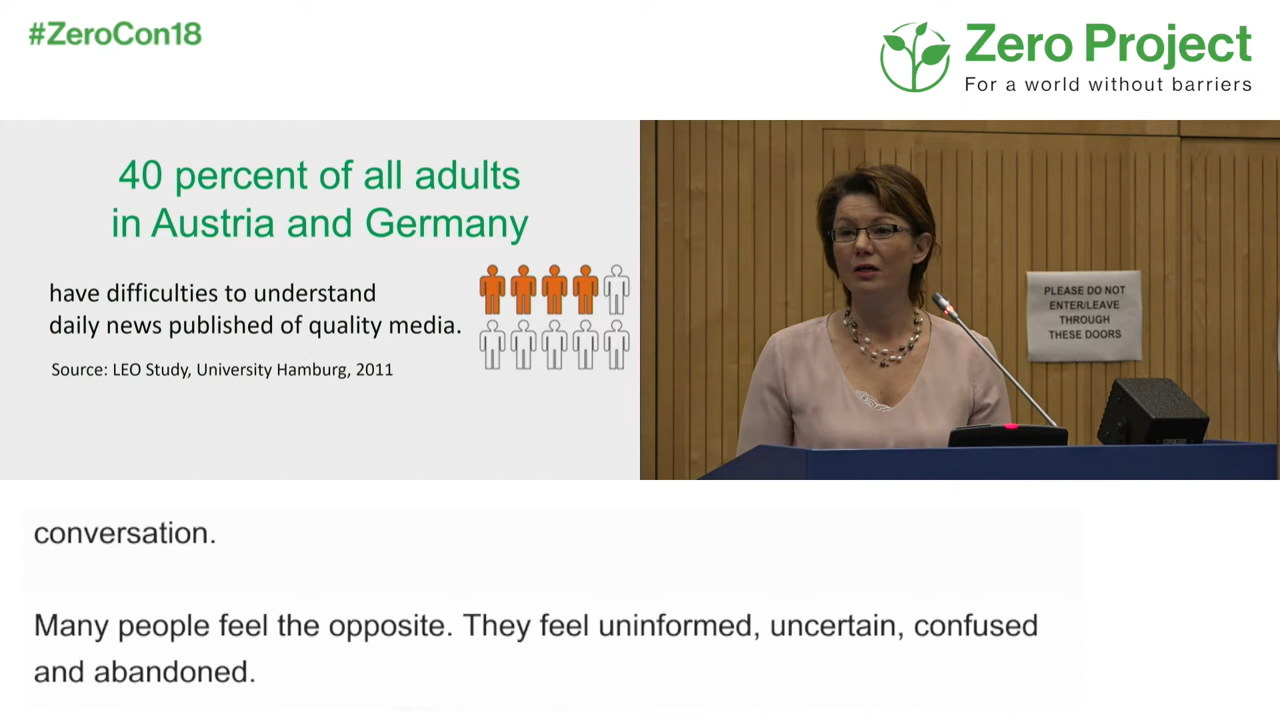 #ZeroCon18
Zero Project
For a world without barriers
40 percent of all adults
in Austria and Germany
have difficulties to understand
daily news published of quality media.
Source: LEO Study, University Hamburg, 2011
PLEASE DO NOT
ENTER/LEAVE
THROUGH
THESE DOORS
conversation.
Many people feel the opposite. They feel uninformed, uncertain, confused
and abandoned.